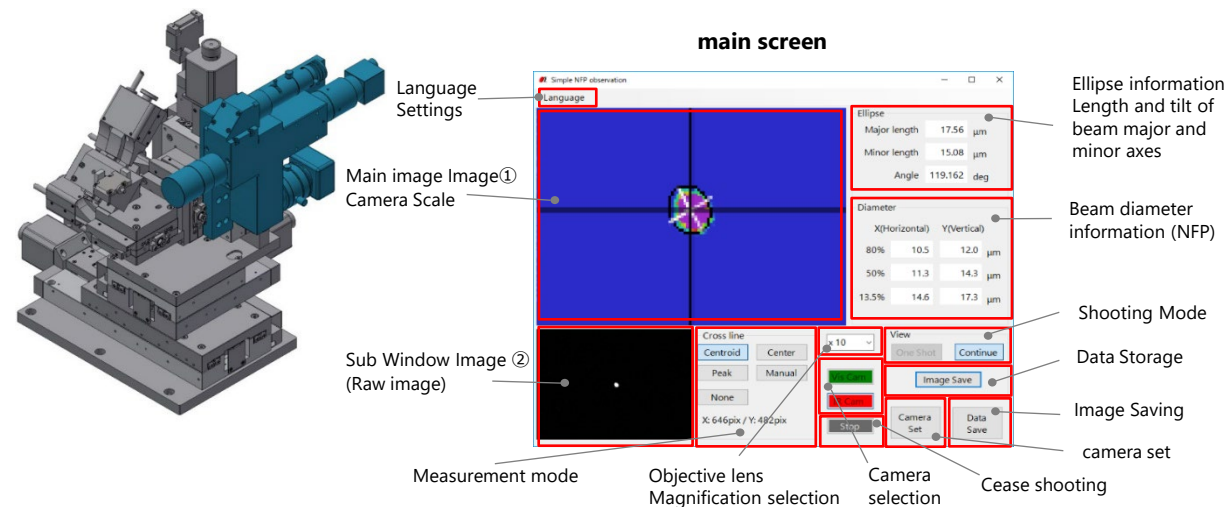 main screen
Simple NFP observation
Language
Language
Settings
Main image Image①
Camera Scale
Sub Window Image ②
(Raw image)
Measurement mode
Objective lens
Magnification selection
Camera
selection
Cease shooting
Ellipse
Major length 17.56 μm
Minor length 15.08 μm
Angle 119.162 deg
Diameter
X(Horizontal) Y(Vertical)
80% 10.5 12.0 μm
50% 11.3 14.3 μm
13.5% 14.6 17.3 μm
Cross line
Centroid Center
Peak Manual
None
X: 646pix / Y: 482pix
x 10
Vis Cam
IR Cam
Stop
View
One Shot Continue
Image Save
Camera
Set
Data
Save
Ellipse information
Length and tilt of
beam major and
minor axes
Beam diameter
information (NFP)
Shooting Mode
Data Storage
Image Saving
camera set